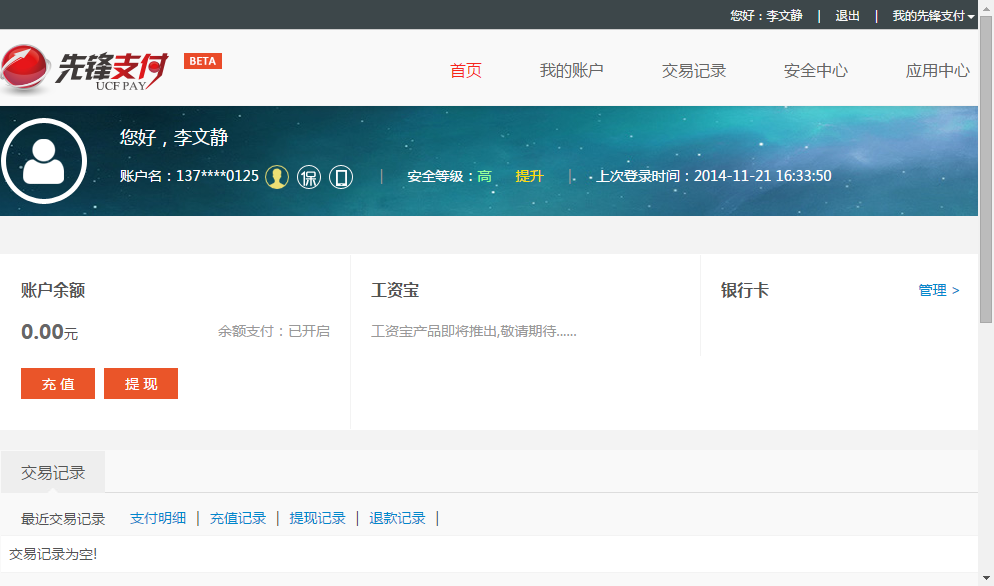 您好：李文静 | 退出 | 我的先锋支付
先锋支付 BETA
UCF PAY
首页 我的账户 交易记录 安全中心 应用中心
您好，李文静
账户名：137****0125 保 | 安全等级：高 提升 | 上次登录时间：2014-11-21 16:33:50
账户余额 工资宝 银行卡 管理 >
0.00元 余额支付：已开启 工资宝产品即将推出,敬请期待......
充 值 提 现
交易记录
最近交易记录 支付明细 | 充值记录 | 提现记录 | 退款记录 |
交易记录为空!